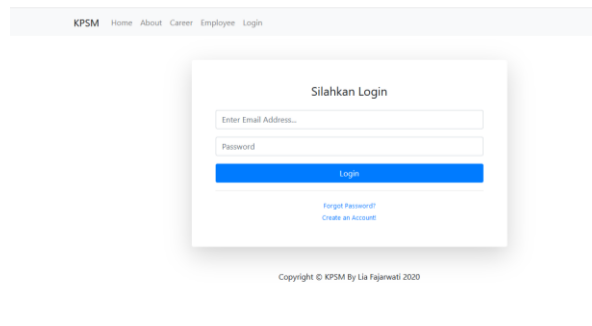 KPSM Home About Career Employee Login
Silahkan Login
Enter Email Address...
Password
Login
Forgot Password?
Create an Account!
Copyright © KPSM By Lia Fajarwati 2020